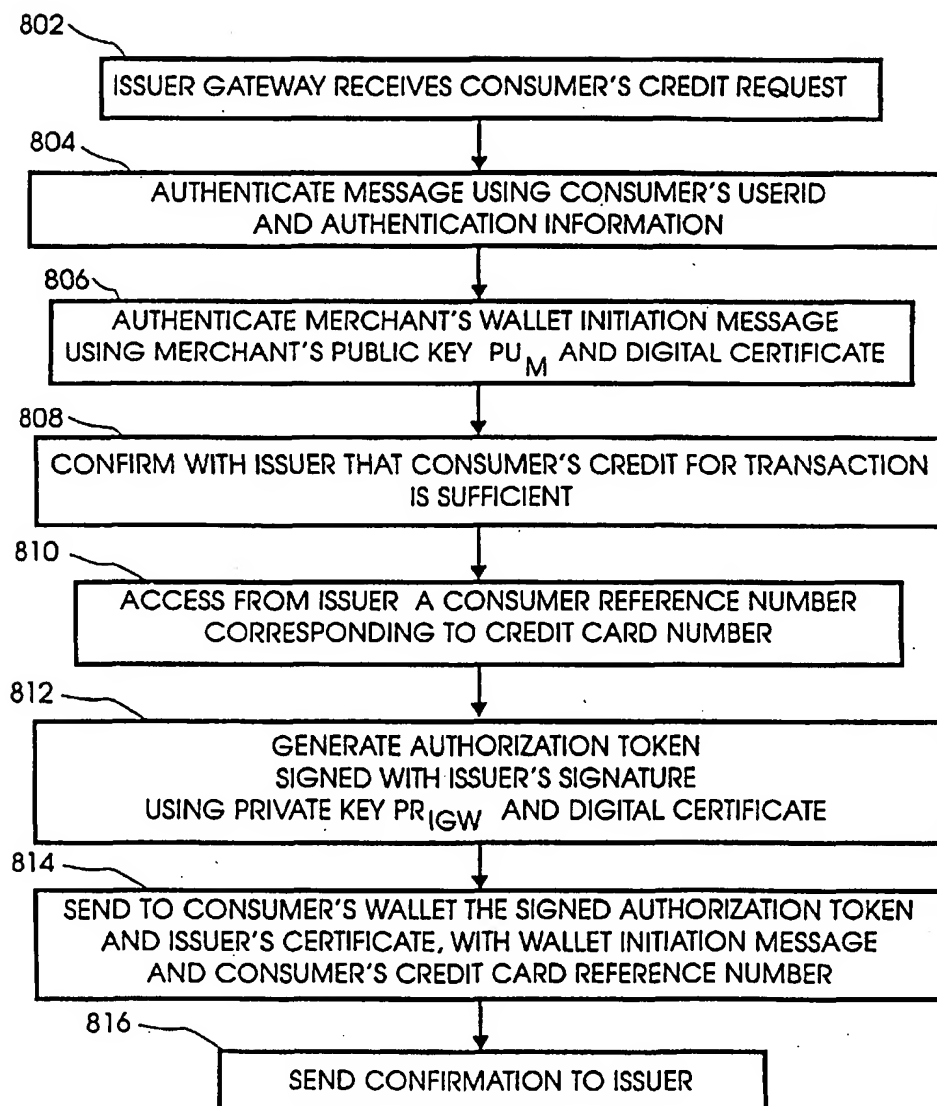 802
ISSUER GATEWAY RECEIVES CONSUMER'S CREDIT REQUEST
804
AUTHENTICATE MESSAGE USING CONSUMER'S USERID
AND AUTHENTICATION INFORMATION
806
AUTHENTICATE MERCHANT'S WALLET INITIATION MESSAGE
USING MERCHANT'S PUBLIC KEY PU_M AND DIGITAL CERTIFICATE
808
CONFIRM WITH ISSUER THAT CONSUMER'S CREDIT FOR TRANSACTION
IS SUFFICIENT
810
ACCESS FROM ISSUER A CONSUMER REFERENCE NUMBER
CORRESPONDING TO CREDIT CARD NUMBER
812
GENERATE AUTHORIZATION TOKEN
SIGNED WITH ISSUER'S SIGNATURE
USING PRIVATE KEY PR_IGW AND DIGITAL CERTIFICATE
814
SEND TO CONSUMER'S WALLET THE SIGNED AUTHORIZATION TOKEN
AND ISSUER'S CERTIFICATE, WITH WALLET INITIATION MESSAGE
AND CONSUMER'S CREDIT CARD REFERENCE NUMBER
816
SEND CONFIRMATION TO ISSUER